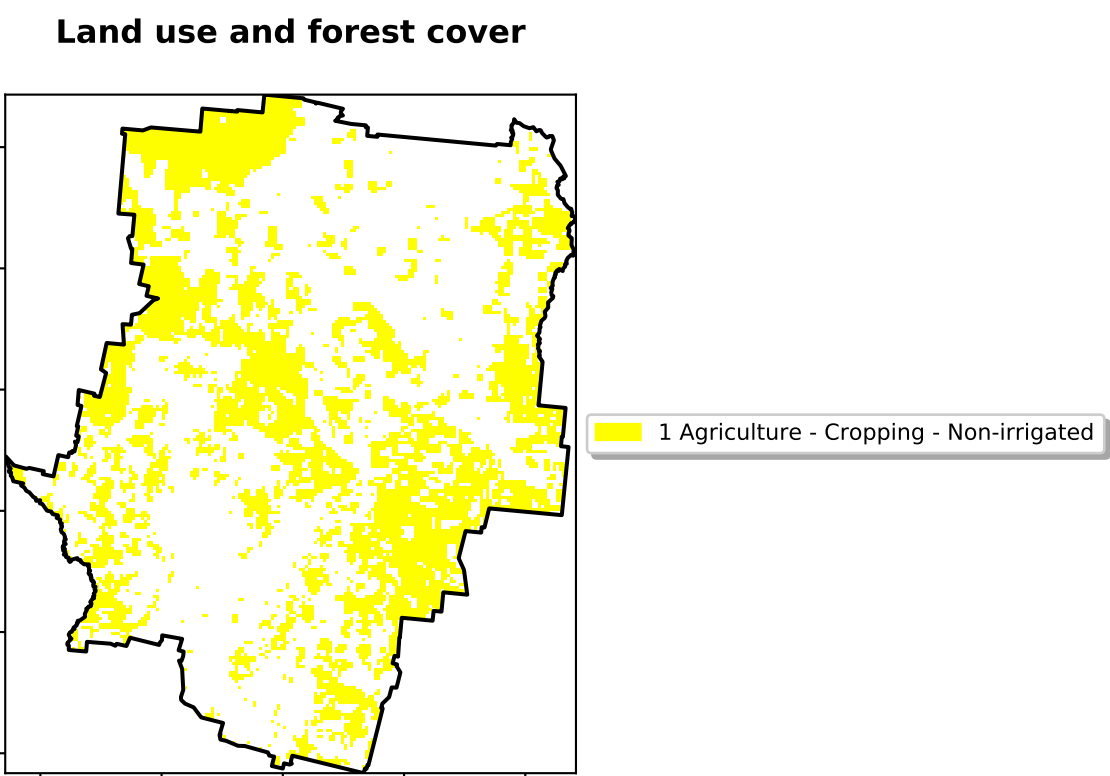 Land use and forest cover
1 Agriculture - Cropping - Non-irrigated